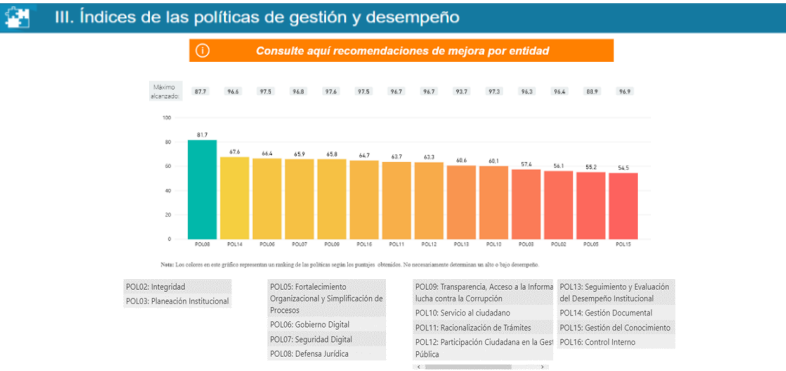 III. Índices de las políticas de gestión y desempeño
Consulte aquí recomendaciones de mejora por entidad
Máximo
alcanzado:
87.7 96.6 97.5 96.8 97.6 97.5 96.7 96.7 93.7 97.3 96.3 96.4 88.9 96.9
100
80
60
40
20
0
81.7 67.6 66.4 65.9 65.8 64.7 63.7 63.3 60.6 60.1 57.6 56.1 55.2 54.5
POL14 POL06 POL07 POL11 POL12 POL10 POL03 POL02 POL05 POL15
Nota: Los colores en este gráfico representan un ranking de las políticas según los puntajes obtenidos. No necesariamente determinan un alto o bajo desempeño.
POL02: Integridad
POL03: Planeación Institucional
POL05: Fortalecimiento
Organizacional y Simplificación de
Procesos
POL06: Gobierno Digital
POL07: Seguridad Digital
POL08: Defensa Jurídica
POL09: Transparencia, Acceso a la Informa
lucha contra la Corrupción
POL10: Servicio al ciudadano
POL11: Racionalización de Trámites
POL12: Participación Ciudadana en la Gest
Pública
POL13: Seguimiento y Evaluación
del Desempeño Institucional
POL14: Gestión Documental
POL15: Gestión del Conocimiento
POL16: Control Interno